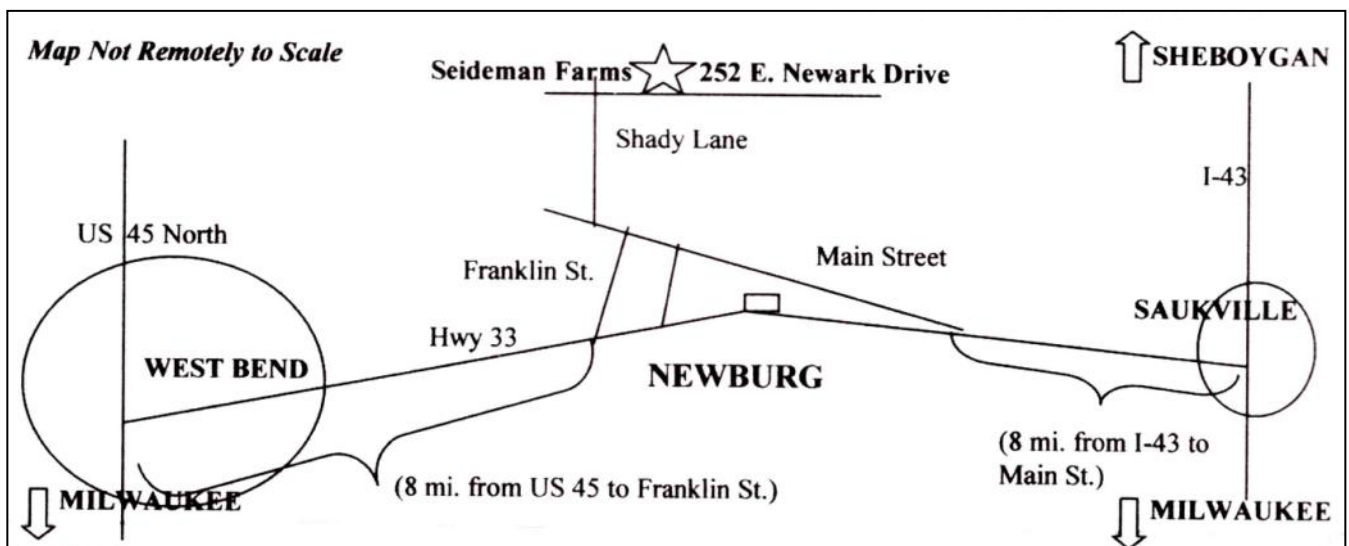 Map Not Remotely to Scale
SHEBOYGAN
Seideman Farms 252 E. Newark Drive
Shady Lane
I-43
US 45 North
Franklin St.
Main Street
SAUKVILLE
Hwy 33
WEST BEND
NEWBURG
(8 mi. from I-43 to
Main St.)
(8 mi. from US 45 to Franklin St.)
MILWAUKEE
MILWAUKEE